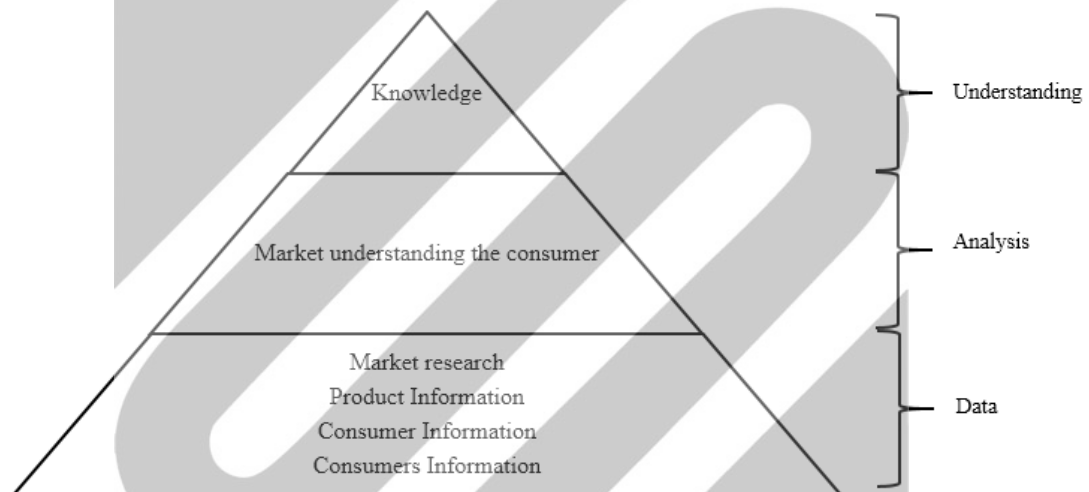 Knowledge
Understanding
Market understanding the consumer
Analysis
Market research
Product Information
Consumer Information
Consumers Information
Data